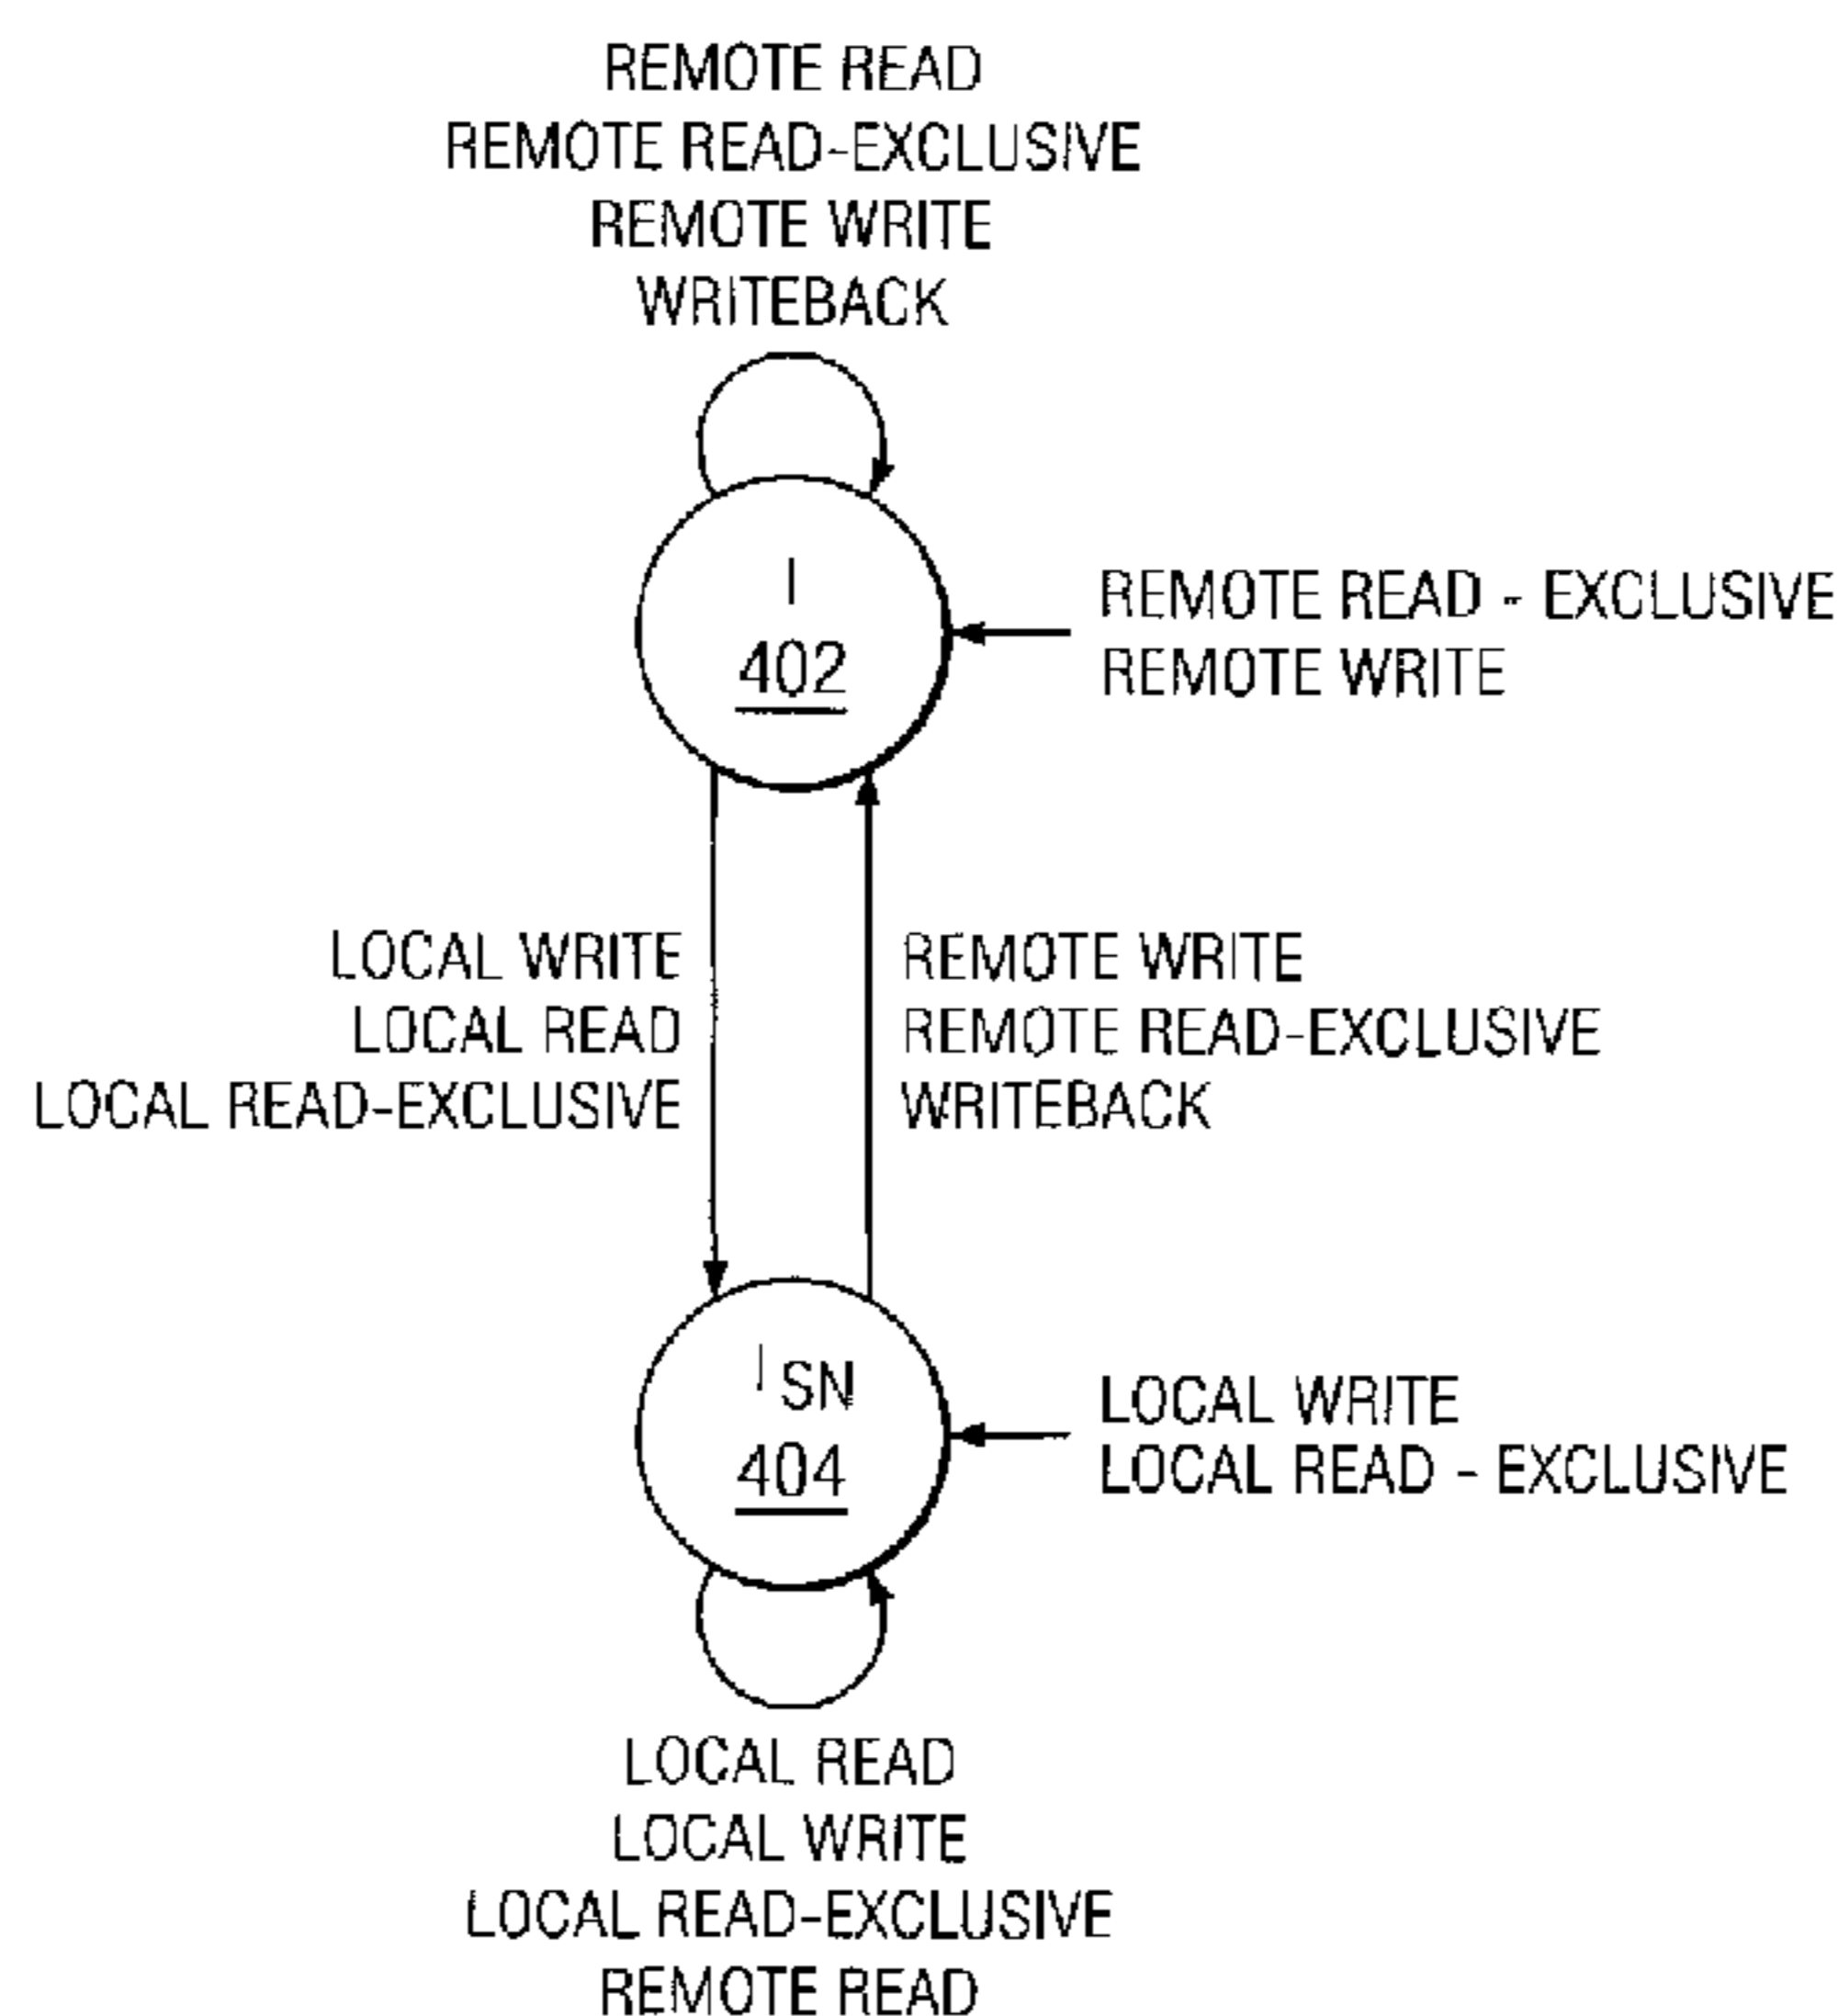 REMOTE READ
REMOTE READ-EXCLUSIVE
REMOTE WRITE
WRITEBACK
I
402
REMOTE READ - EXCLUSIVE
REMOTE WRITE
LOCAL WRITE
LOCAL READ
LOCAL READ-EXCLUSIVE
REMOTE WRITE
REMOTE READ-EXCLUSIVE
WRITEBACK
I SN
404
LOCAL WRITE
LOCAL READ - EXCLUSIVE
LOCAL READ
LOCAL WRITE
LOCAL READ-EXCLUSIVE
REMOTE READ